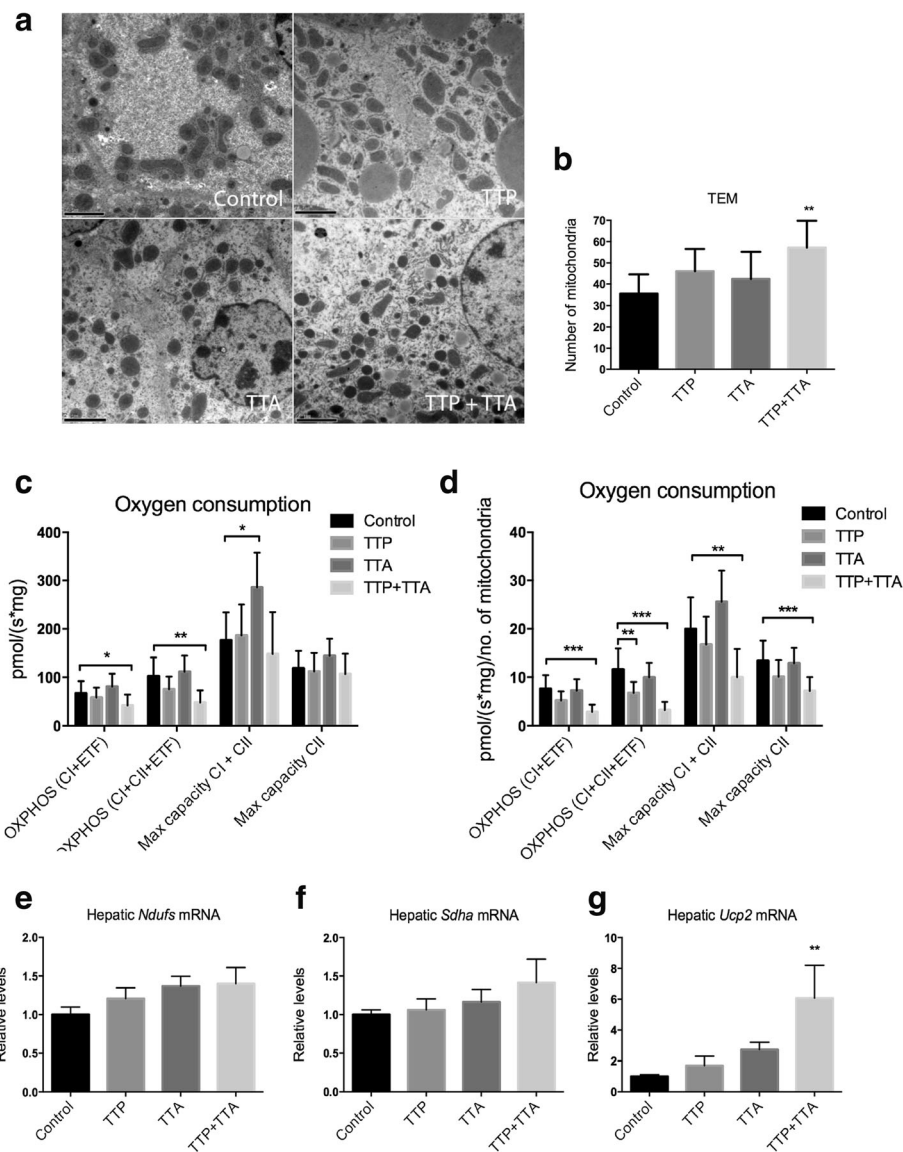 a
Control
TTP
TTA
TTP + TTA
b
TEM
**
Number of mitochondria
70
60
50
40
30
20
10
0
Control
TTP
TTA
TTP+TTA
c
Oxygen consumption
pmol/(s*mg)
400
300
200
100
0
*
**
*
Control
TTP
TTA
TTP+TTA
OXPHOS (CI+ETF)
OXPHOS (CI+CII+ETF)
Max capacity CI + CII
Max capacity CII
d
Oxygen consumption
pmol/(s*mg)/no. of mitochondria
40
30
20
10
0
***
***
**
**
***
Control
TTP
TTA
TTP+TTA
OXPHOS (CI+ETF)
OXPHOS (CI+CII+ETF)
Max capacity CI + CII
Max capacity CII
e
Hepatic Ndufs mRNA
Relative levels
2.0
1.5
1.0
0.5
0.0
Control
TTP
TTA
TTP+TTA
f
Hepatic Sdha mRNA
Relative levels
2.0
1.5
1.0
0.5
0.0
Control
TTP
TTA
TTP+TTA
g
Hepatic Ucp2 mRNA
Relative levels
10
8
6
4
2
0
**
Control
TTP
TTA
TTP+TTA